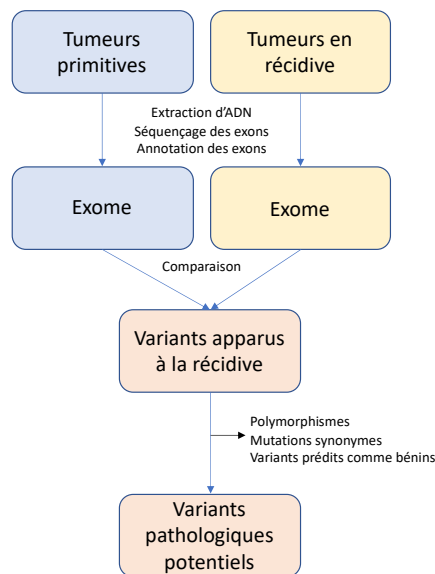 Tumeurs
primitives
Tumeurs en
récidive
Extraction d’ADN
Séquençage des exons
Annotation des exons
Exome
Exome
Comparaison
Variants apparus
à la récidive
Polymorphismes
Mutations synonymes
Variants prédits comme bénins
Variants
pathologiques
potentiels